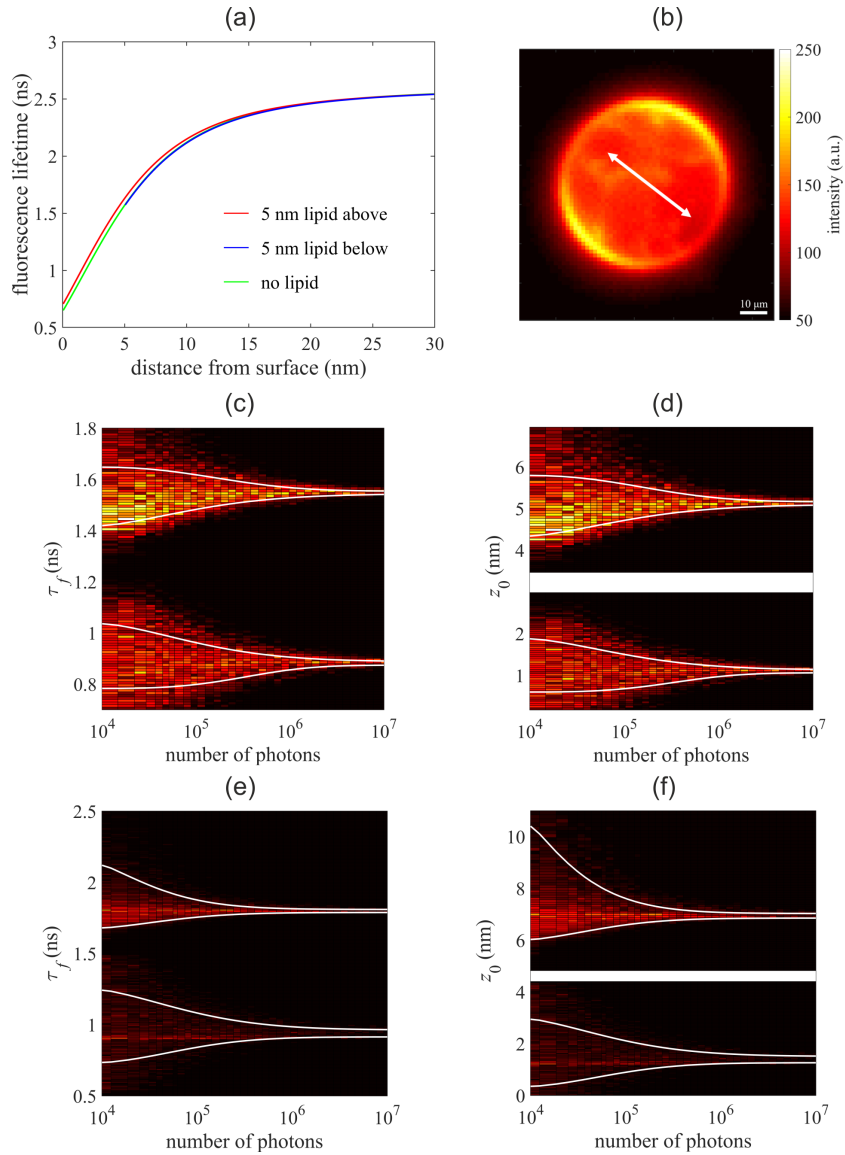 (a)
fluorescence lifetime (ns)
3
2.5
2
1.5
1
0.5
5 nm lipid above
5 nm lipid below
no lipid
0 5 10 15 20 25 30
distance from surface (nm)
(b)
10 μm
250
200
150
100
50
intensity (a.u.)
(c)
τf (ns)
1.8
1.6
1.4
1.2
1
0.8
10^4 10^5 10^6 10^7
number of photons
(d)
z0 (nm)
6
5
4
2
1
10^4 10^5 10^6 10^7
number of photons
(e)
τf (ns)
2.5
2
1.5
1
0.5
10^4 10^5 10^6 10^7
number of photons
(f)
z0 (nm)
10
8
6
4
2
0
10^4 10^5 10^6 10^7
number of photons